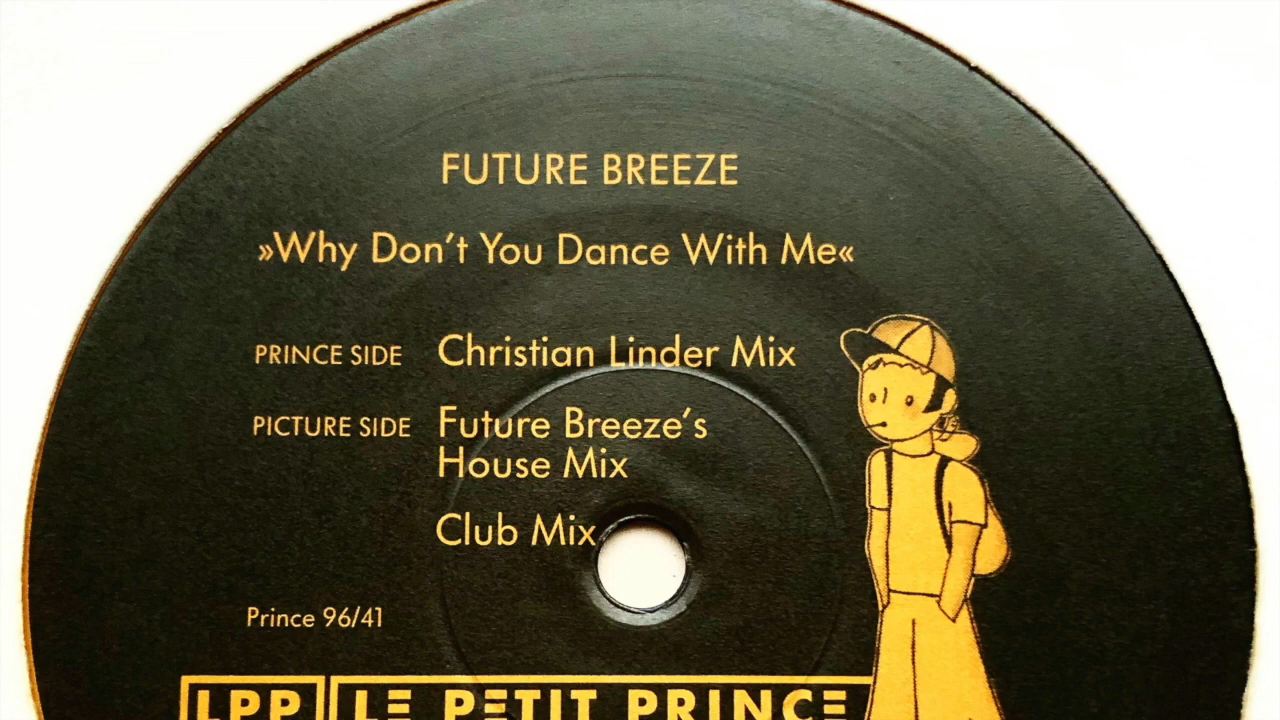 FUTURE BREEZE
»Why Don't You Dance With Me«
PRINCE SIDE Christian Linder Mix
PICTURE SIDE Future Breeze's
House Mix
Club Mix
Prince 96/41
LPP LE PETIT PRINCE